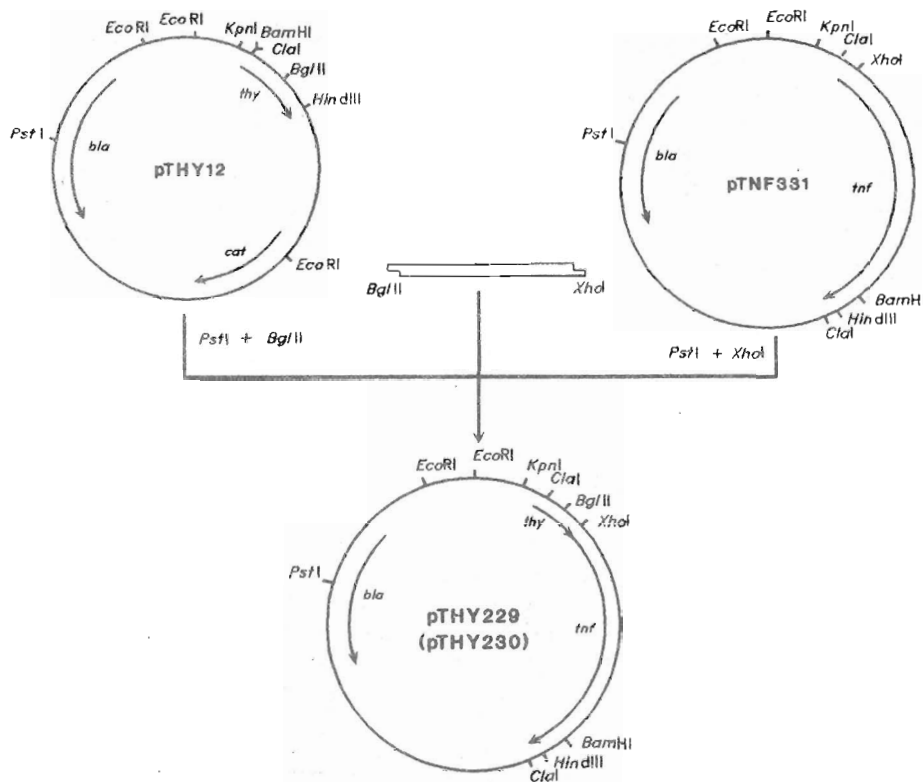 EcoRI
EcoRI
KpnI
BamHI
ClaI
BglII
HindIII
thy
PstI
bla
pTHY12
cat
EcoRI
EcoRI
EcoRI
KpnI
ClaI
XhoI
PstI
bla
pTNF331
tnf
BamH
HindIII
ClaI
BglII
XhoI
PstI + BglII
PstI + XhoI
EcoRI
EcoRI
KpnI
ClaI
BglII
XhoI
thy
PstI
bla
pTHY229
(pTHY230)
tnf
BamHI
HindIII
ClaI